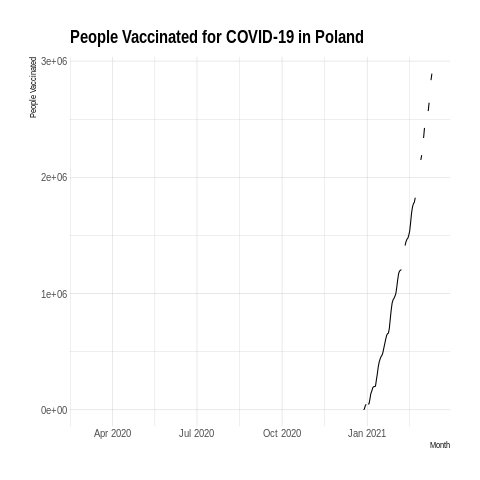 People Vaccinated for COVID-19 in Poland
People Vaccinated
3e+06
2e+06
1e+06
0e+00
Apr 2020
Jul 2020
Oct 2020
Jan 2021
Month